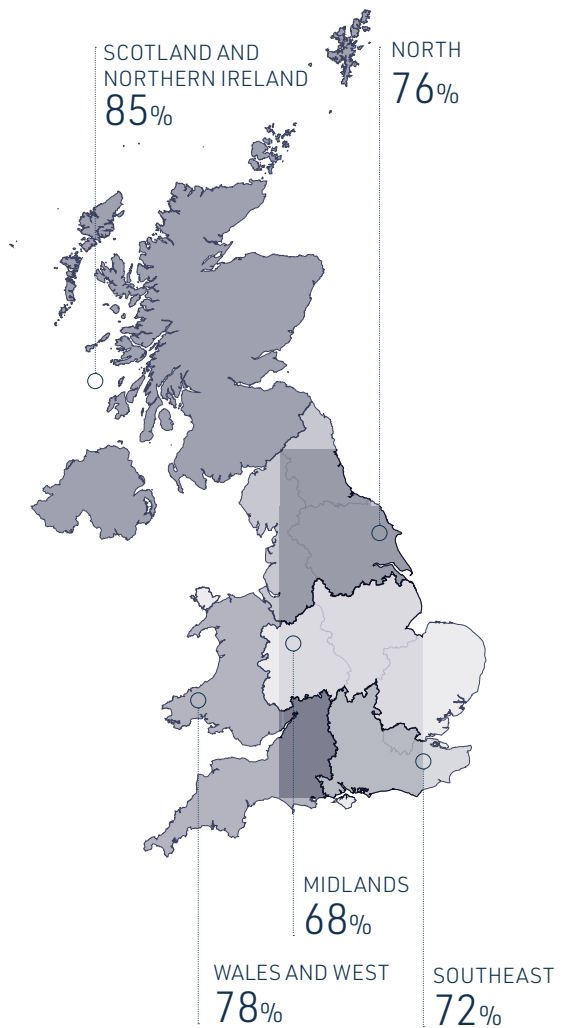 SCOTLAND AND
NORTHERN IRELAND
85%
NORTH
76%
MIDLANDS
68%
WALES AND WEST
78%
SOUTHEAST
72%